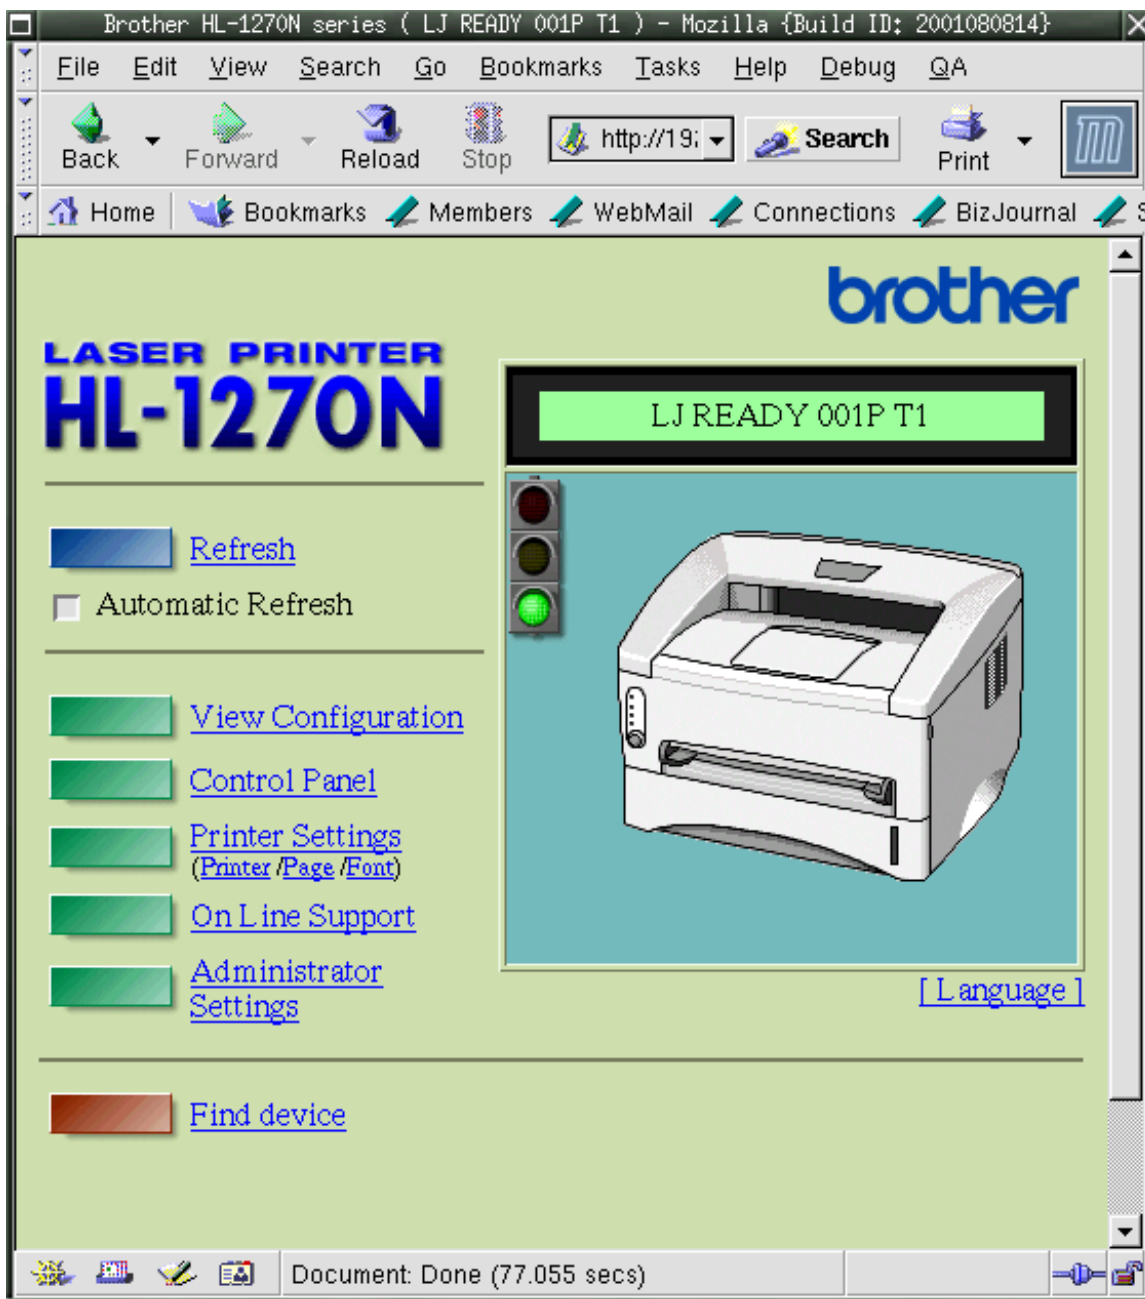 Brother HL-1270N series ( LJ READY 001P T1 ) - Mozilla {Build ID: 2001080814}
File Edit View Search Go Bookmarks Tasks Help Debug QA
Back Forward Reload Stop http://19 Search Print
Home Bookmarks Members WebMail Connections BizJournal
brother
LASER PRINTER
HL-1270N
LJ READY 001P T1
Refresh
Automatic Refresh
View Configuration
Control Panel
Printer Settings
(Printer /Page /Font)
On Line Support
Administrator
Settings
[ Language ]
Find device
Document: Done (77.055 secs)